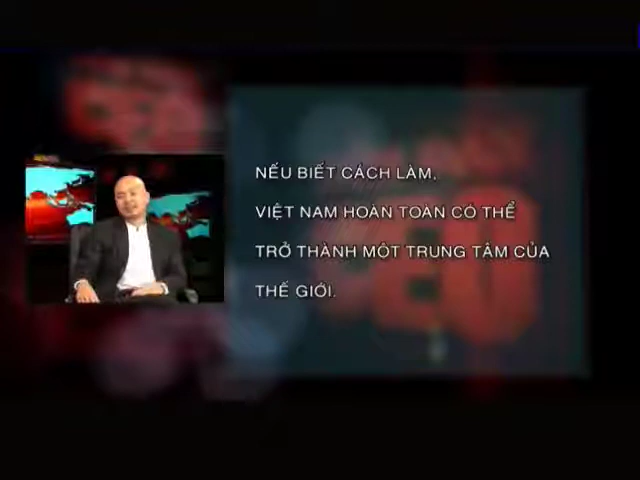 NẾU BIẾT CÁCH LÀM,
VIỆT NAM HOÀN TOÀN CÓ THỂ
TRỞ THÀNH MỘT TRUNG TÂM CỦA
THẾ GIỚI.